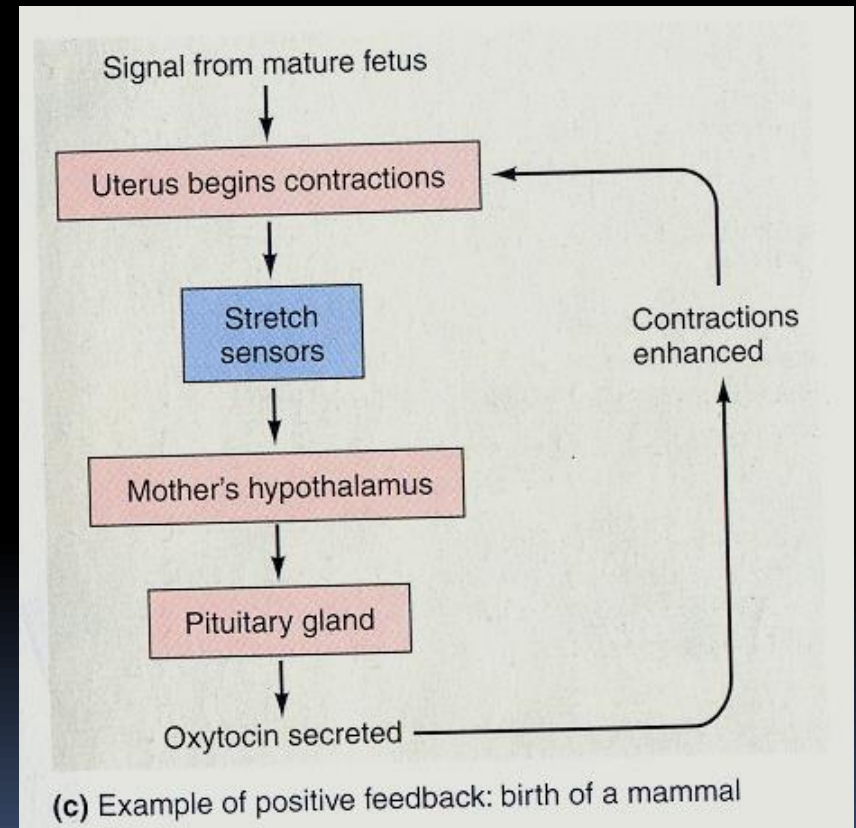 Signal from mature fetus
Uterus begins contractions
Stretch
sensors
Mother's hypothalamus
Pituitary gland
Oxytocin secreted
Contractions
enhanced
(c) Example of positive feedback: birth of a mammal